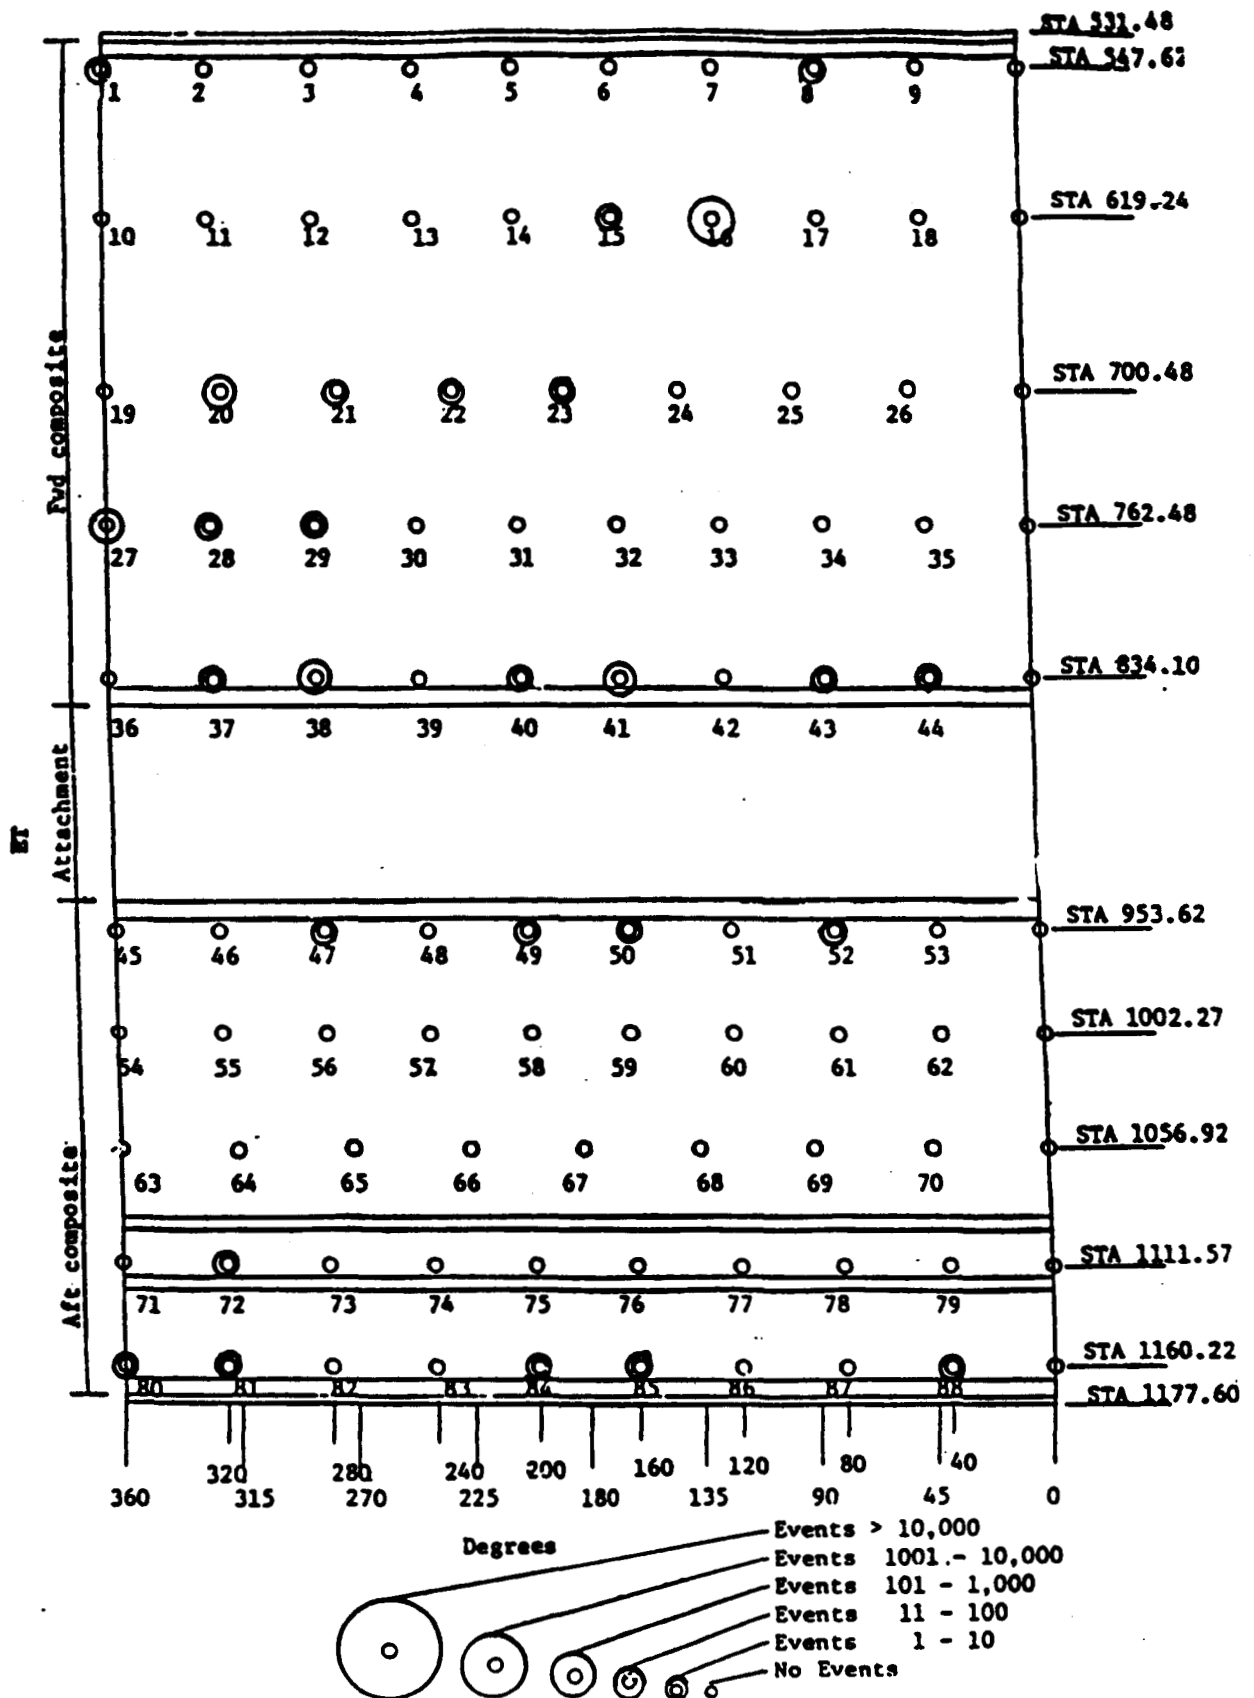 STA 531.48
STA 547.62
1 2 3 4 5 6 7 8 9
STA 619.24
10 11 12 13 14 15 16 17 18
STA 700.48
19 20 21 22 23 24 25 26
Fwd composite
STA 762.48
27 28 29 30 31 32 33 34 35
STA 834.10
36 37 38 39 40 41 42 43 44
Attachment
ET
STA 953.62
45 46 47 48 49 50 51 52 53
STA 1002.27
54 55 56 57 58 59 60 61 62
STA 1056.92
63 64 65 66 67 68 69 70
Aft composite
STA 1111.57
71 72 73 74 75 76 77 78 79
STA 1160.22
80 81 82 83 84 85 86 87 88
STA 1177.60
320 280 240 200 160 120 80 40
360 315 270 225 180 135 90 45 0
Degrees
Events > 10,000
Events 1001 - 10,000
Events 101 - 1,000
Events 11 - 100
Events 1 - 10
No Events